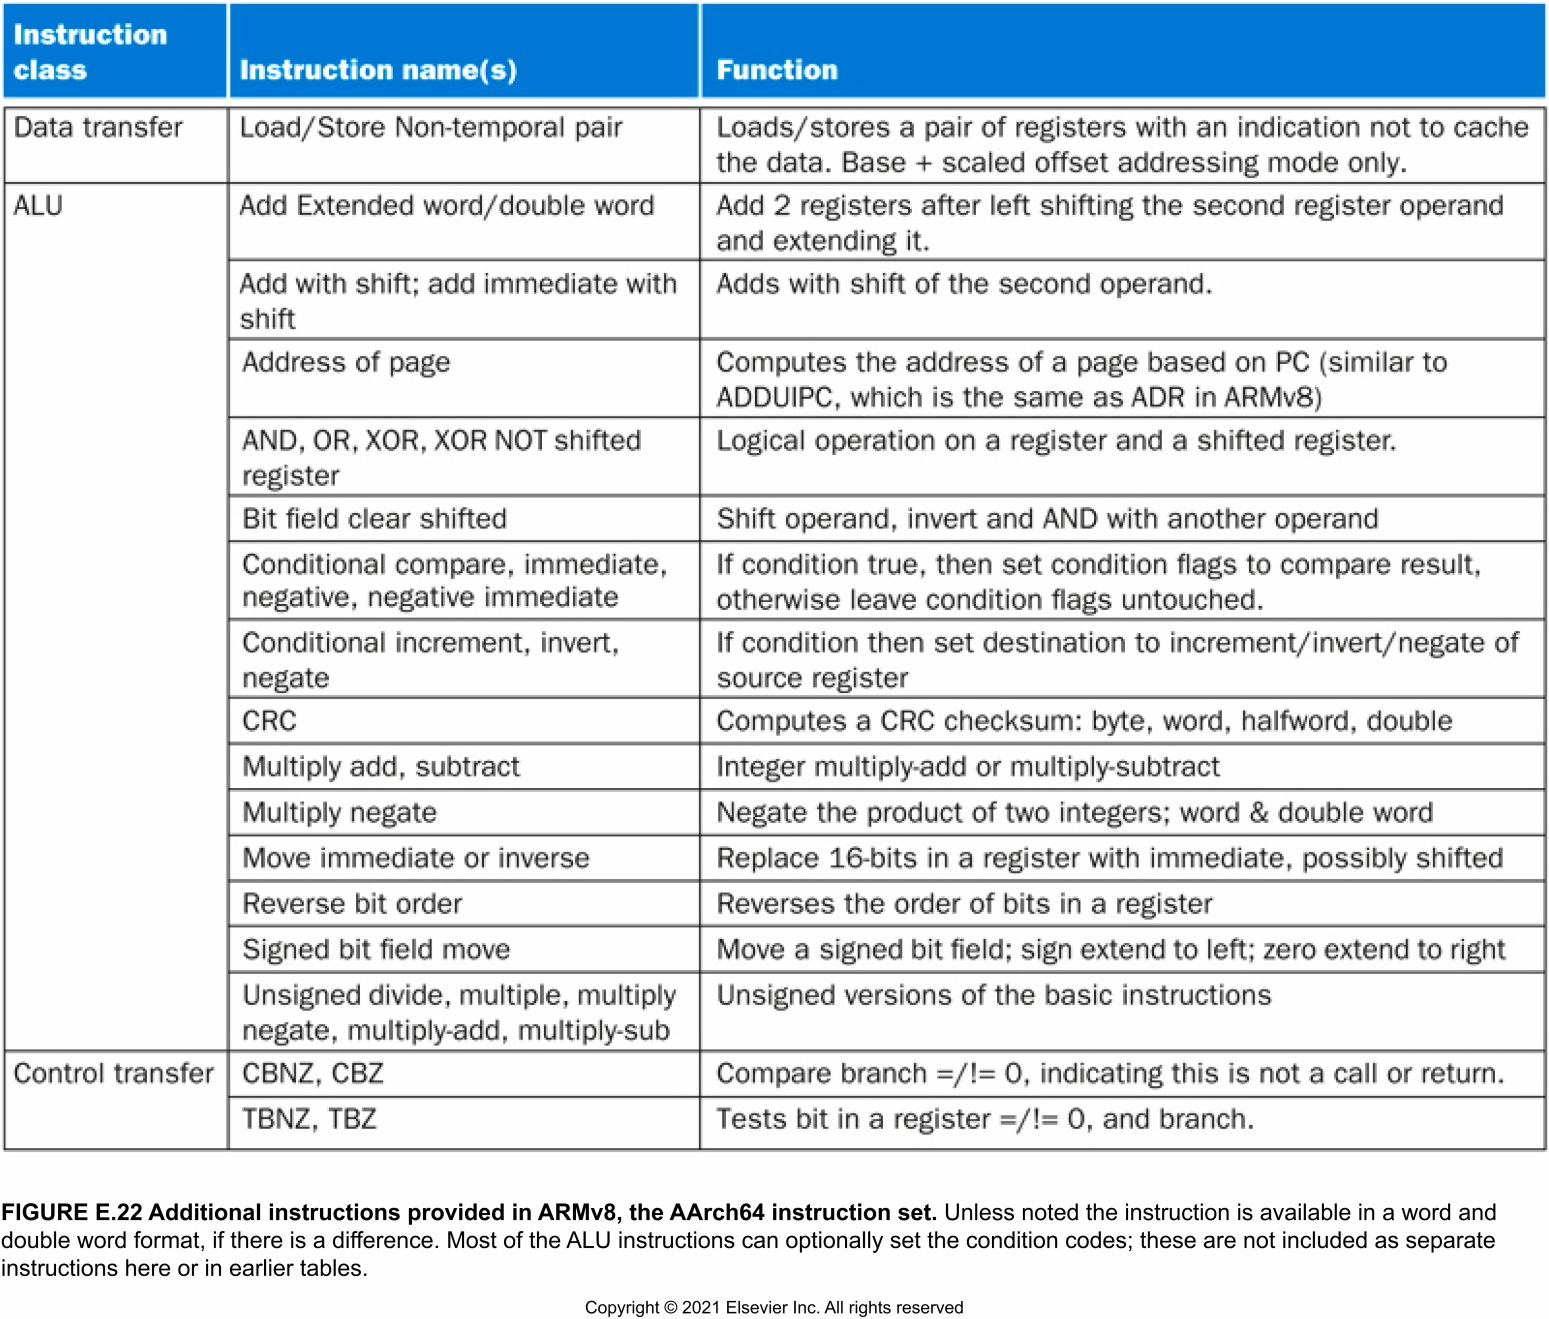 Instruction class
Instruction name(s)
Function
Data transfer
Load/Store Non-temporal pair
Loads/stores a pair of registers with an indication not to cache
the data. Base + scaled offset addressing mode only.
ALU
Add Extended word/double word
Add 2 registers after left shifting the second register operand
and extending it.
Add with shift; add immediate with
shift
Adds with shift of the second operand.
Address of page
Computes the address of a page based on PC (similar to
ADDUIPC, which is the same as ADR in ARMv8)
AND, OR, XOR, XOR NOT shifted
register
Logical operation on a register and a shifted register.
Bit field clear shifted
Shift operand, invert and AND with another operand
Conditional compare, immediate,
negative, negative immediate
If condition true, then set condition flags to compare result,
otherwise leave condition flags untouched.
Conditional increment, invert,
negate
If condition then set destination to increment/invert/negate of
source register
CRC
Computes a CRC checksum: byte, word, halfword, double
Multiply add, subtract
Integer multiply-add or multiply-subtract
Multiply negate
Negate the product of two integers; word & double word
Move immediate or inverse
Replace 16-bits in a register with immediate, possibly shifted
Reverse bit order
Reverses the order of bits in a register
Signed bit field move
Move a signed bit field; sign extend to left; zero extend to right
Unsigned divide, multiple, multiply
negate, multiply-add, multiply-sub
Unsigned versions of the basic instructions
Control transfer
CBNZ, CBZ
Compare branch =/!= 0, indicating this is not a call or return.
TBNZ, TBZ
Tests bit in a register =/!= 0, and branch.
FIGURE E.22 Additional instructions provided in ARMv8, the AArch64 instruction set. Unless noted the instruction is available in a word and
double word format, if there is a difference. Most of the ALU instructions can optionally set the condition codes; these are not included as separate
instructions here or in earlier tables.
Copyright © 2021 Elsevier Inc. All rights reserved